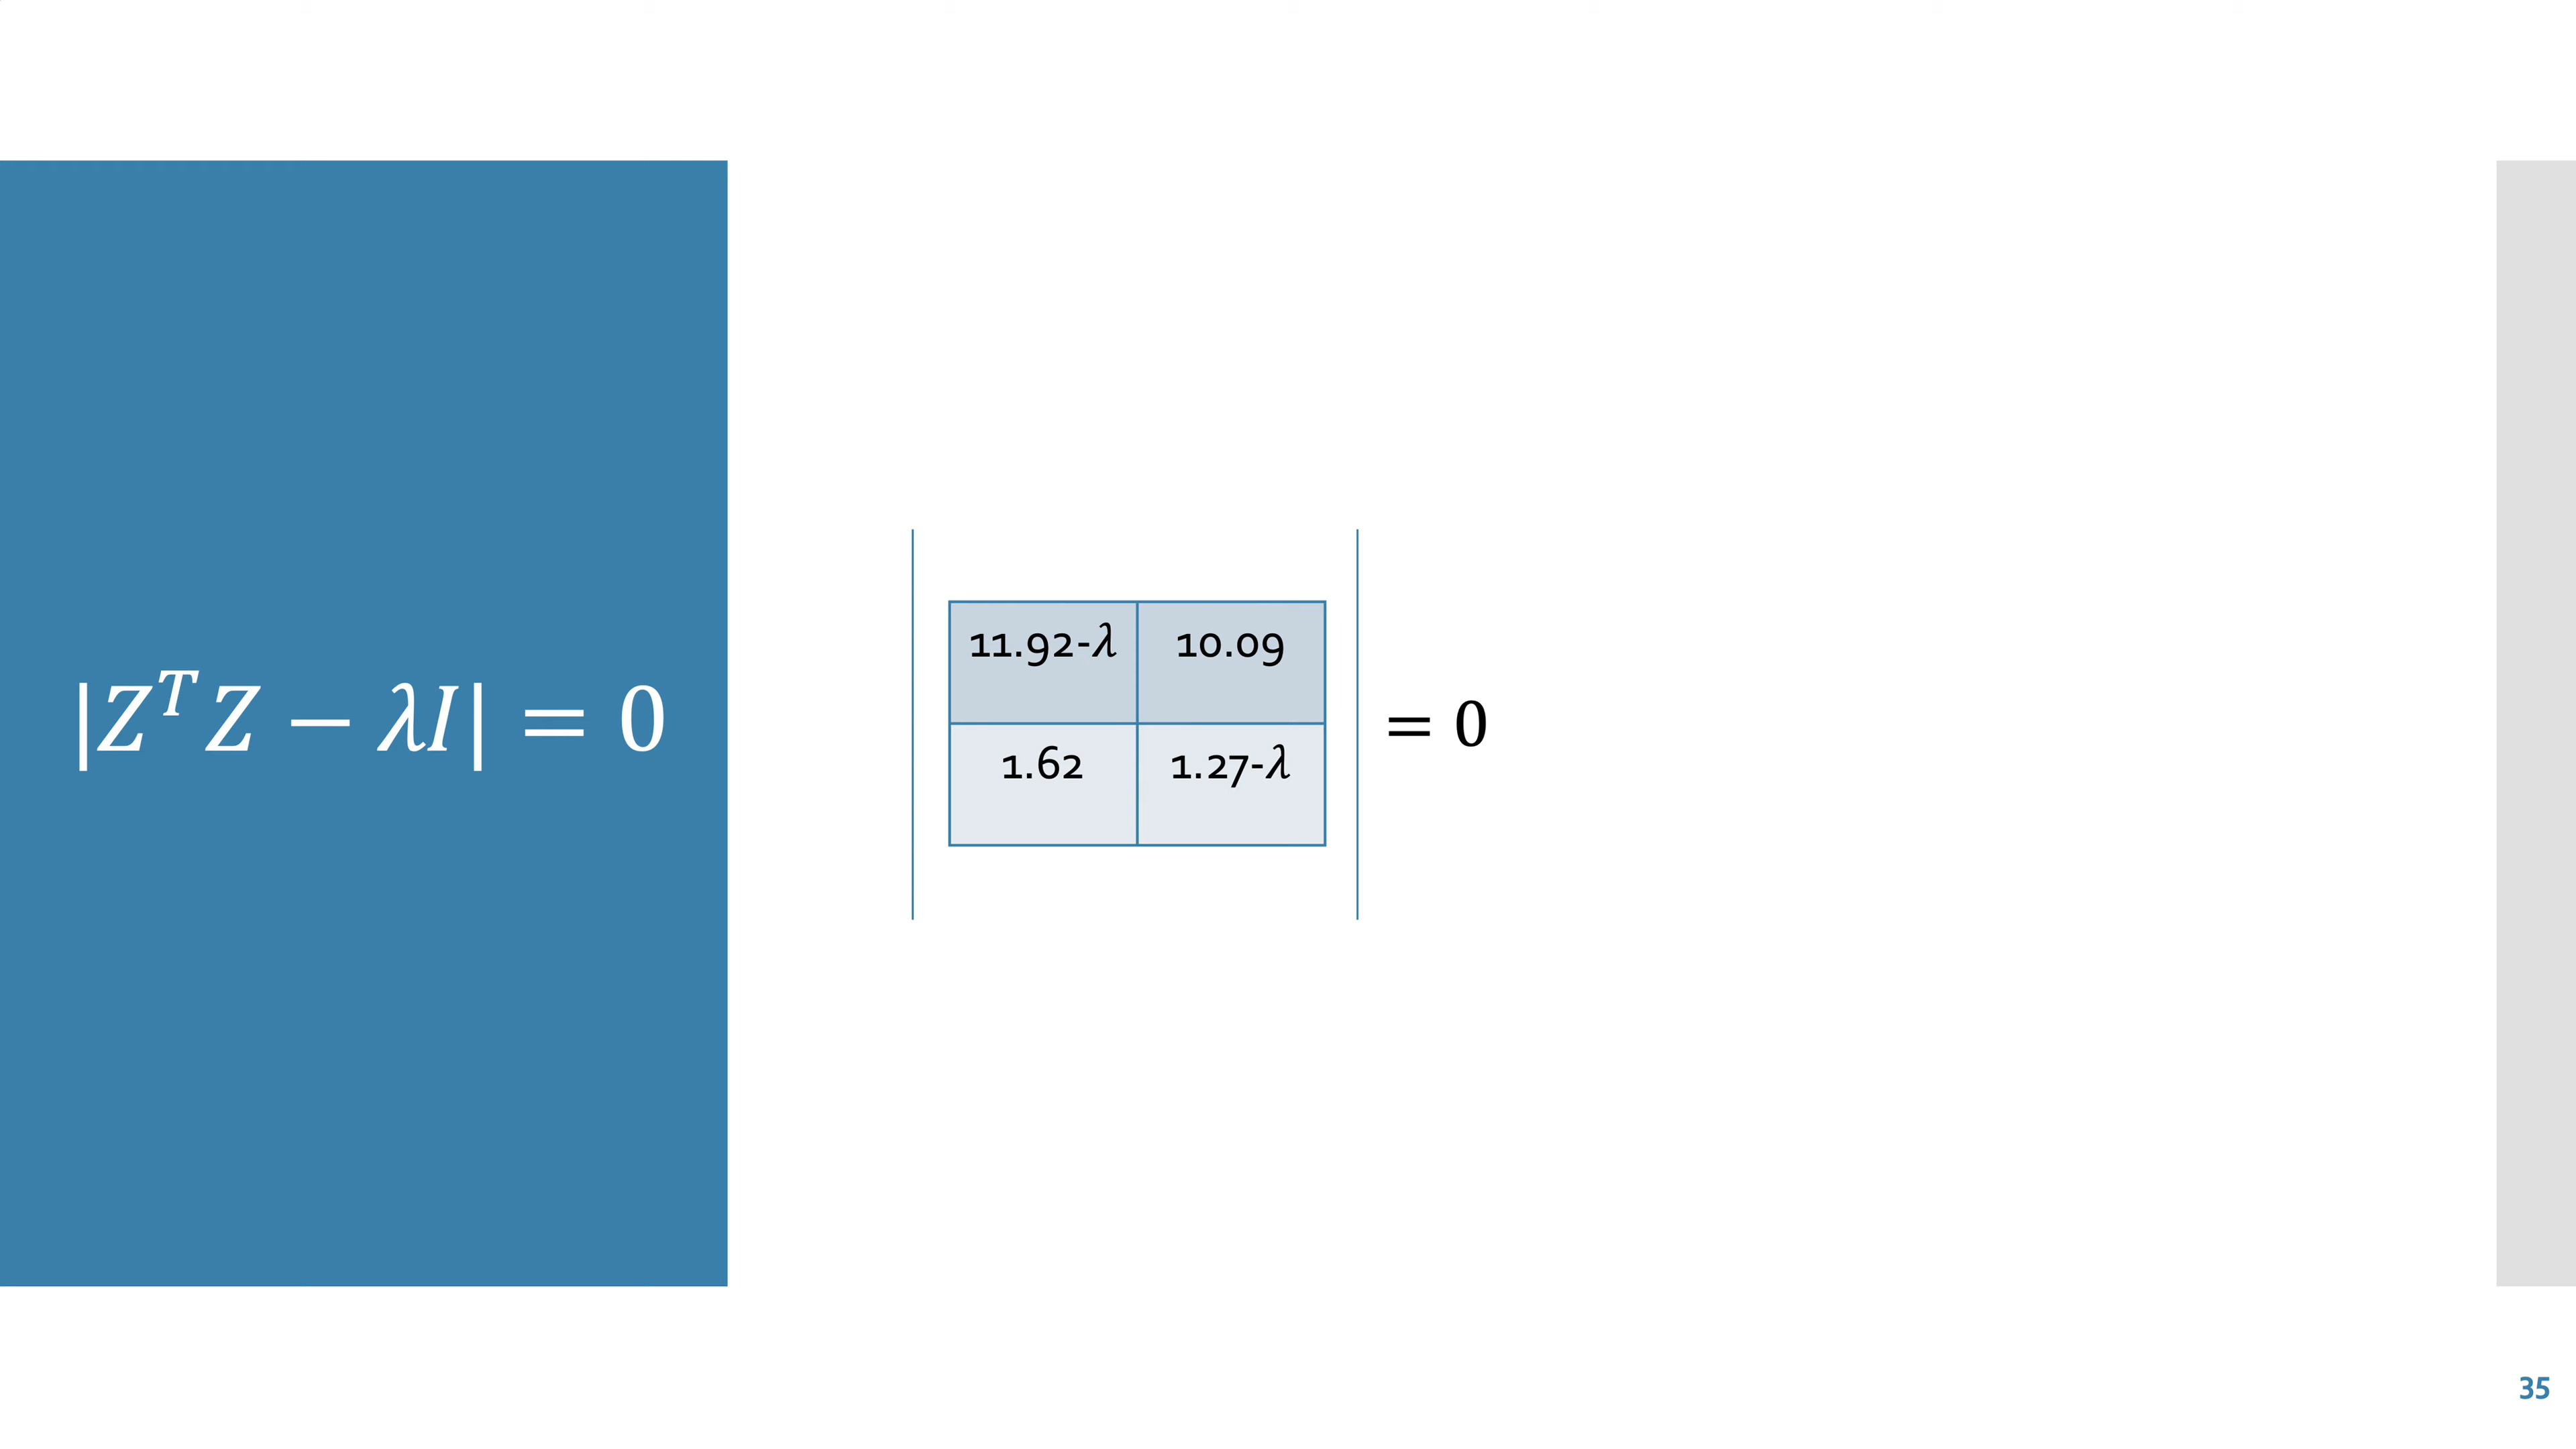 |Z^T Z − λI| = 0
11.92-λ 10.09
1.62 1.27-λ
= 0
35